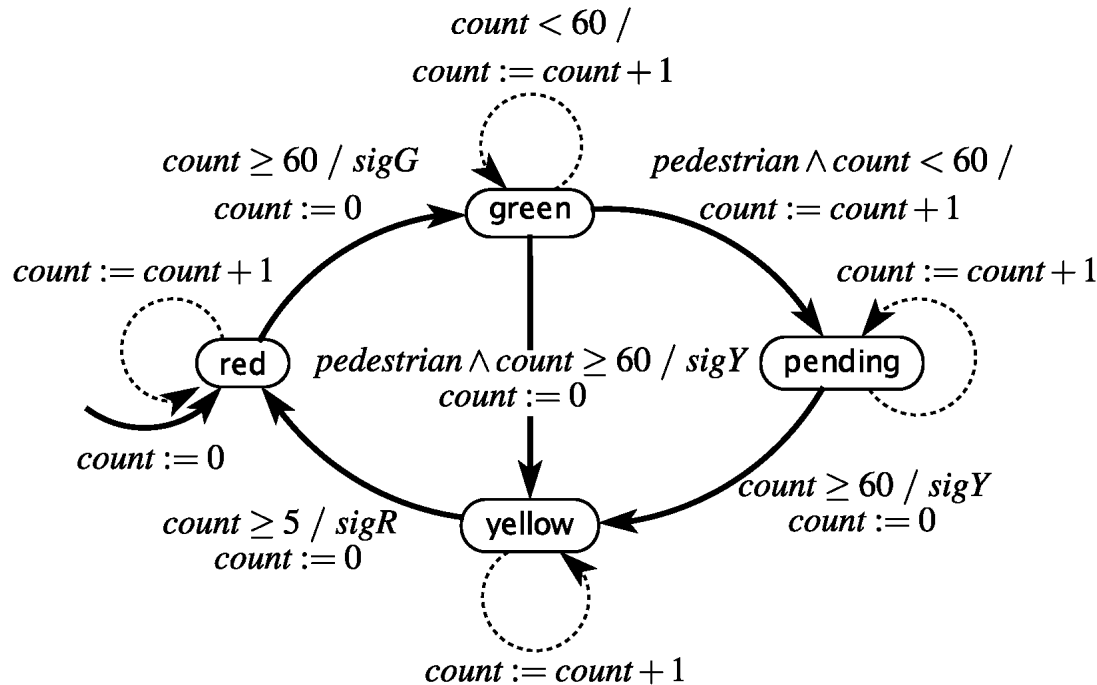 count < 60 /
count := count + 1
count ≥ 60 / sigG
count := 0
pedestrian ∧ count < 60 /
count := count + 1
green
count := count + 1
count := count + 1
red
pedestrian ∧ count ≥ 60 / sigY
count := 0
pending
count := 0
count ≥ 60 / sigY
count := 0
count ≥ 5 / sigR
count := 0
yellow
count := count + 1